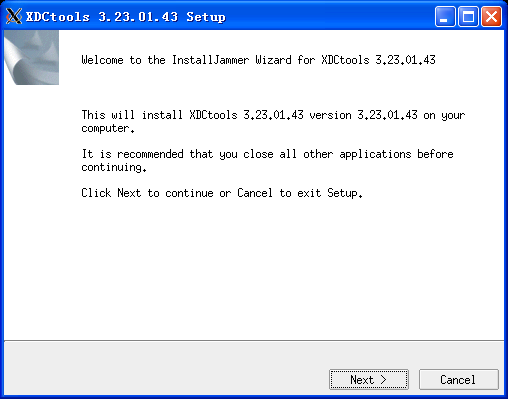 XDCtools 3.23.01.43 Setup
Welcome to the InstallJammer Wizard for XDCtools 3.23.01.43
This will install XDCtools 3.23.01.43 version 3.23.01.43 on your
computer.
It is recommended that you close all other applications before
continuing.
Click Next to continue or Cancel to exit Setup.
Next >
Cancel